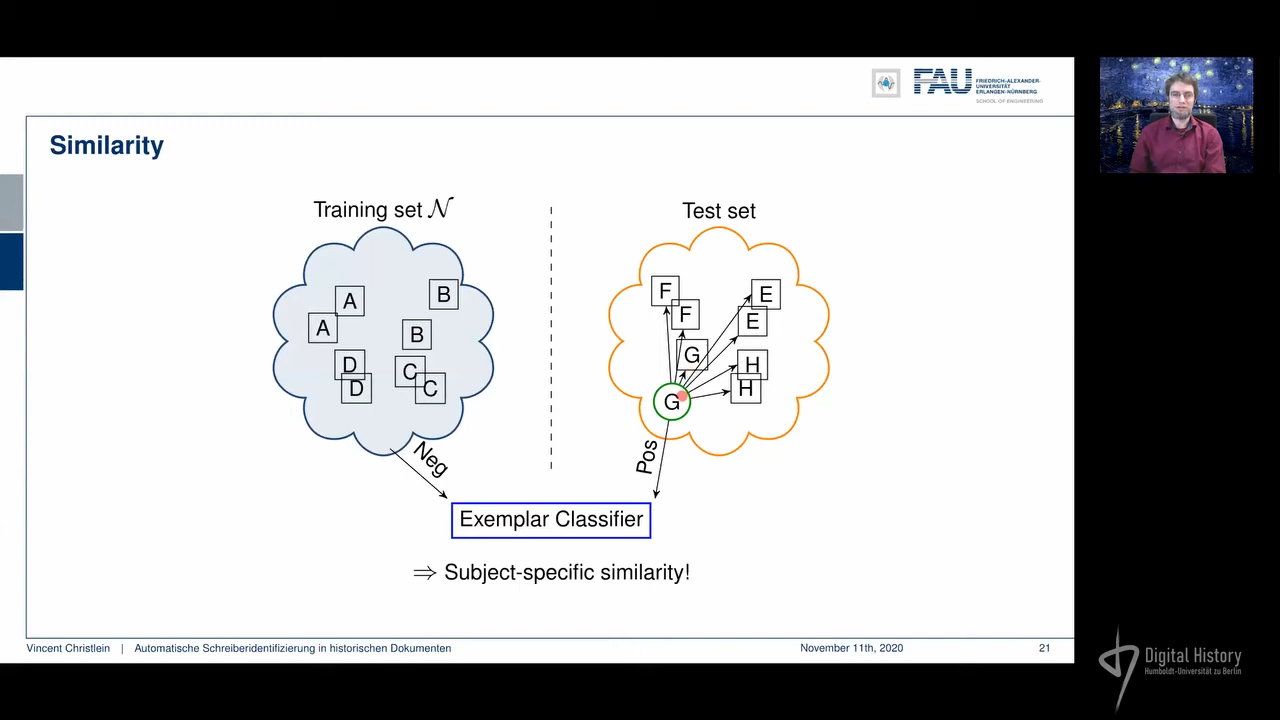 FAU
FRIEDRICH-ALEXANDER-
UNIVERSITÄT
ERLANGEN-NÜRNBERG
SCHOOL OF ENGINEERING
Similarity
Training set 𝒩
Test set
A
A
B
B
D
D
C
C
F
F
G
G
E
E
H
H
Neg
Pos
Exemplar Classifier
⇒ Subject-specific similarity!
Vincent Christlein | Automatische Schreiberidentifizierung in historischen Dokumenten
November 11th, 2020
21
Digital History
Humboldt-Universität zu Berlin